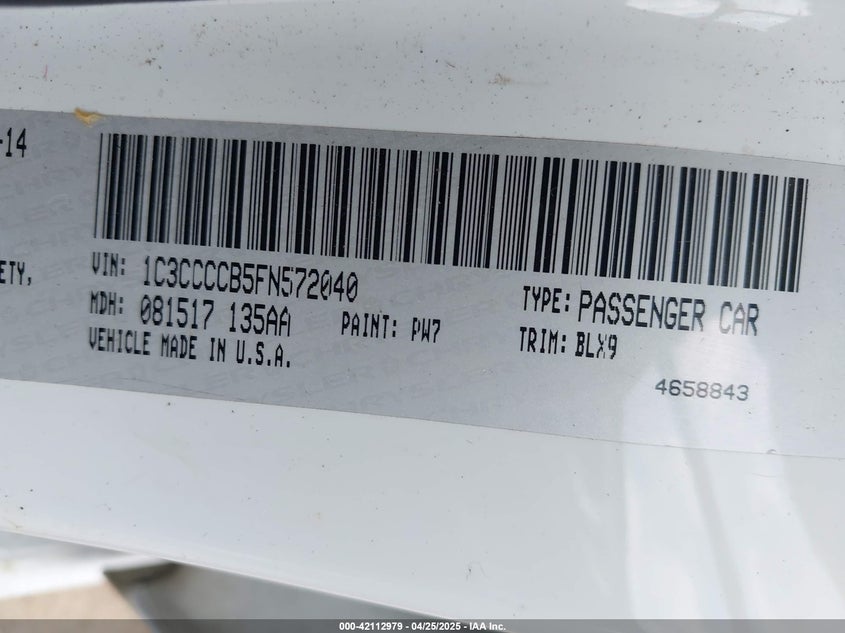 -14
ETY,
VIN: 1C3CCCCB5FN572040
MDH: 081517 135AA
PAINT: PW7
VEHICLE MADE IN U.S.A.
TYPE: PASSENGER CAR
TRIM: BLX9
4658843
000-42112979 - 04/25/2025 - IAA Inc.